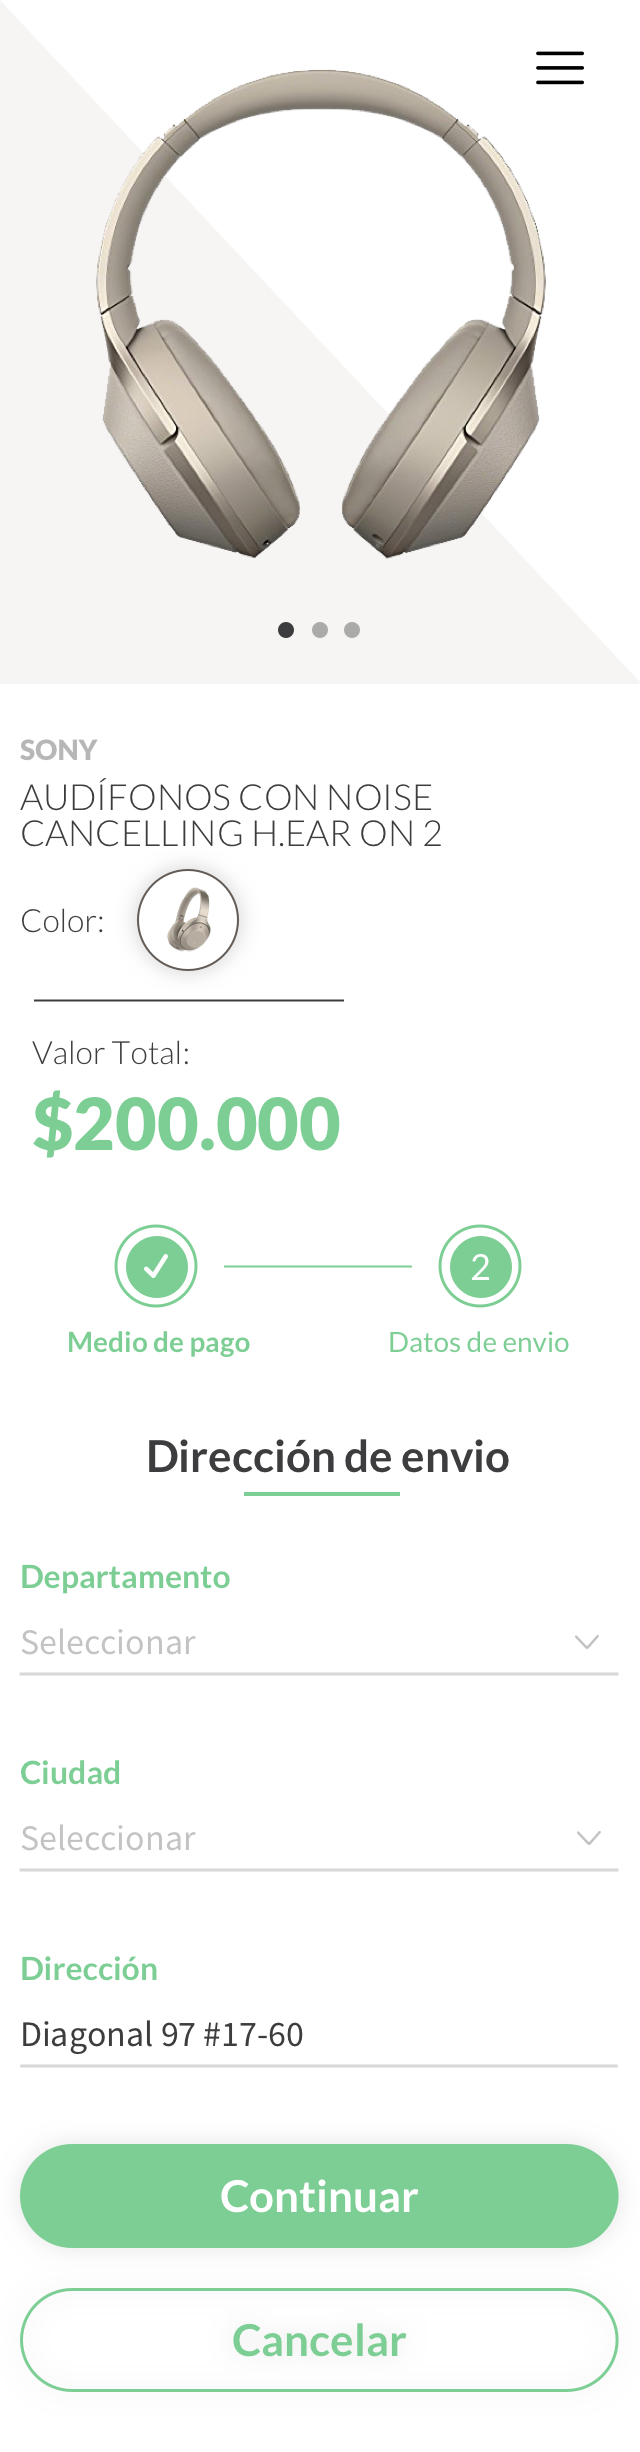 SONY
AUDÍFONOS CON NOISE
CANCELLING H.EAR ON 2
Color:
Valor Total:
$200.000
2
Medio de pago
Datos de envio
Dirección de envio
Departamento
Seleccionar
Ciudad
Seleccionar
Dirección
Diagonal 97 #17-60
Continuar
Cancelar